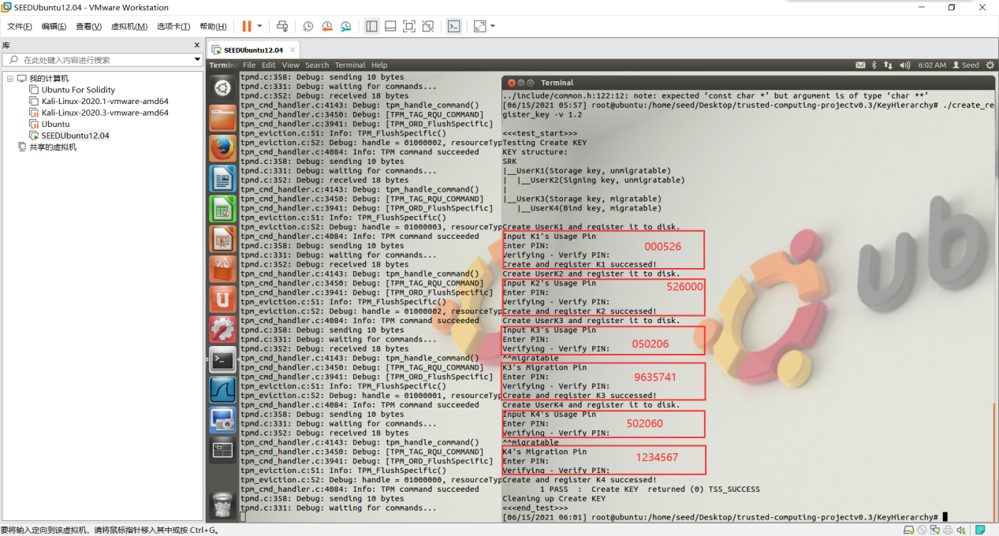 SEEDUbuntu12.04 - VMware Workstation
文件(F) 编辑(E) 查看(V) 虚拟机(M) 选项卡(T) 帮助(H)
库
在此处键入内容进行搜索
我的计算机
Ubuntu For Solidity
Kali-Linux-2020.1-vmware-amd64
Kali-Linux-2020.3-vmware-amd64
Ubuntu
SEEDUbuntu12.04
共享的虚拟机
SEEDUbuntu12.04
Termin File Edit View Search Terminal Help 6:02 AM Seed
tpmd.c:358: Debug: sending 10 bytes
tpmd.c:331: Debug: waiting for commands...
tpmd.c:352: Debug: received 18 bytes
tpm_cmd_handler.c:4143: Debug: tpm_handle_command()
tpm_cmd_handler.c:3450: Debug: [TPM_TAG_RQU_COMMAND]
tpm_cmd_handler.c:3941: Debug: [TPM_ORD_FlushSpecific]
tpm_eviction.c:51: Info: TPM_FlushSpecific()
tpm_eviction.c:52: Debug: handle = 01000002, resourceTyp
tpm_cmd_handler.c:4084: Info: TPM command succeeded
tpmd.c:358: Debug: sending 10 bytes
tpmd.c:331: Debug: waiting for commands...
tpmd.c:352: Debug: received 18 bytes
tpm_cmd_handler.c:4143: Debug: tpm_handle_command()
tpm_cmd_handler.c:3450: Debug: [TPM_TAG_RQU_COMMAND]
tpm_cmd_handler.c:3941: Debug: [TPM_ORD_FlushSpecific]
tpm_eviction.c:51: Info: TPM_FlushSpecific()
tpm_eviction.c:52: Debug: handle = 01000003, resourceTyp
tpm_cmd_handler.c:4084: Info: TPM command succeeded
tpmd.c:358: Debug: sending 10 bytes
tpmd.c:331: Debug: waiting for commands...
tpmd.c:352: Debug: received 18 bytes
tpm_cmd_handler.c:4143: Debug: tpm_handle_command()
tpm_cmd_handler.c:3450: Debug: [TPM_TAG_RQU_COMMAND]
tpm_cmd_handler.c:3941: Debug: [TPM_ORD_FlushSpecific]
tpm_eviction.c:51: Info: TPM_FlushSpecific()
tpm_eviction.c:52: Debug: handle = 01000002, resourceTyp
tpm_cmd_handler.c:4084: Info: TPM command succeeded
tpmd.c:358: Debug: sending 10 bytes
tpmd.c:331: Debug: waiting for commands...
tpmd.c:352: Debug: received 18 bytes
tpm_cmd_handler.c:4143: Debug: tpm_handle_command()
tpm_cmd_handler.c:3450: Debug: [TPM_TAG_RQU_COMMAND]
tpm_cmd_handler.c:3941: Debug: [TPM_ORD_FlushSpecific]
tpm_eviction.c:51: Info: TPM_FlushSpecific()
tpm_eviction.c:52: Debug: handle = 01000001, resourceTyp
tpm_cmd_handler.c:4084: Info: TPM command succeeded
tpmd.c:358: Debug: sending 10 bytes
tpmd.c:331: Debug: waiting for commands...
tpmd.c:352: Debug: received 18 bytes
tpm_cmd_handler.c:4143: Debug: tpm_handle_command()
tpm_cmd_handler.c:3450: Debug: [TPM_TAG_RQU_COMMAND]
tpm_cmd_handler.c:3941: Debug: [TPM_ORD_FlushSpecific]
tpm_eviction.c:51: Info: TPM_FlushSpecific()
tpm_eviction.c:52: Debug: handle = 01000000, resourceTyp
tpm_cmd_handler.c:4084: Info: TPM command succeeded
tpmd.c:358: Debug: sending 10 bytes
tpmd.c:331: Debug: waiting for commands...
Terminal
../include/common.h:122:12: note: expected ‘const char *’ but argument is of type ‘char **’
[06/15/2021 05:57] root@ubuntu:/home/seed/Desktop/trusted-computing-projectv0.3/KeyHierarchy# ./create_re
gister_key -v 1.2
<<<test_start>>>
Testing Create KEY
KEY structure:
SRK
|__UserK1(Storage key, unmigratable)
|  |__UserK2(Signing key, unmigratable)
|
|__UserK3(Storage key, migratable)
   |__UserK4(Bind key, migratable)
Create UserK1 and register it to disk.
Input K1's Usage Pin
Enter PIN: 000526
Verifying - Verify PIN:
Create and register K1 successed!
Create UserK2 and register it to disk.
Input K2's Usage Pin 526000
Enter PIN:
Verifying - Verify PIN:
Create and register K2 successed!
Create UserK3 and register it to disk.
Input K3's Usage Pin
Enter PIN:
Verifying - Verify PIN: 050206
^^migratable
K3's Migration Pin
Enter PIN: 9635741
Verifying - Verify PIN:
Create and register K3 successed!
Create UserK4 and register it to disk.
Input K4's Usage Pin
Enter PIN: 502060
Verifying - Verify PIN:
^^migratable
K4's Migration Pin 1234567
Enter PIN:
Verifying - Verify PIN:
Create and register K4 successed!
1 PASS  :  Create KEY  returned (0) TSS_SUCCESS
Cleaning up Create KEY
<<<end_test>>>
[06/15/2021 06:01] root@ubuntu:/home/seed/Desktop/trusted-computing-projectv0.3/KeyHierarchy#
ub
要将输入定向到该虚拟机，请将鼠标指针移入其中或按 Ctrl+G。